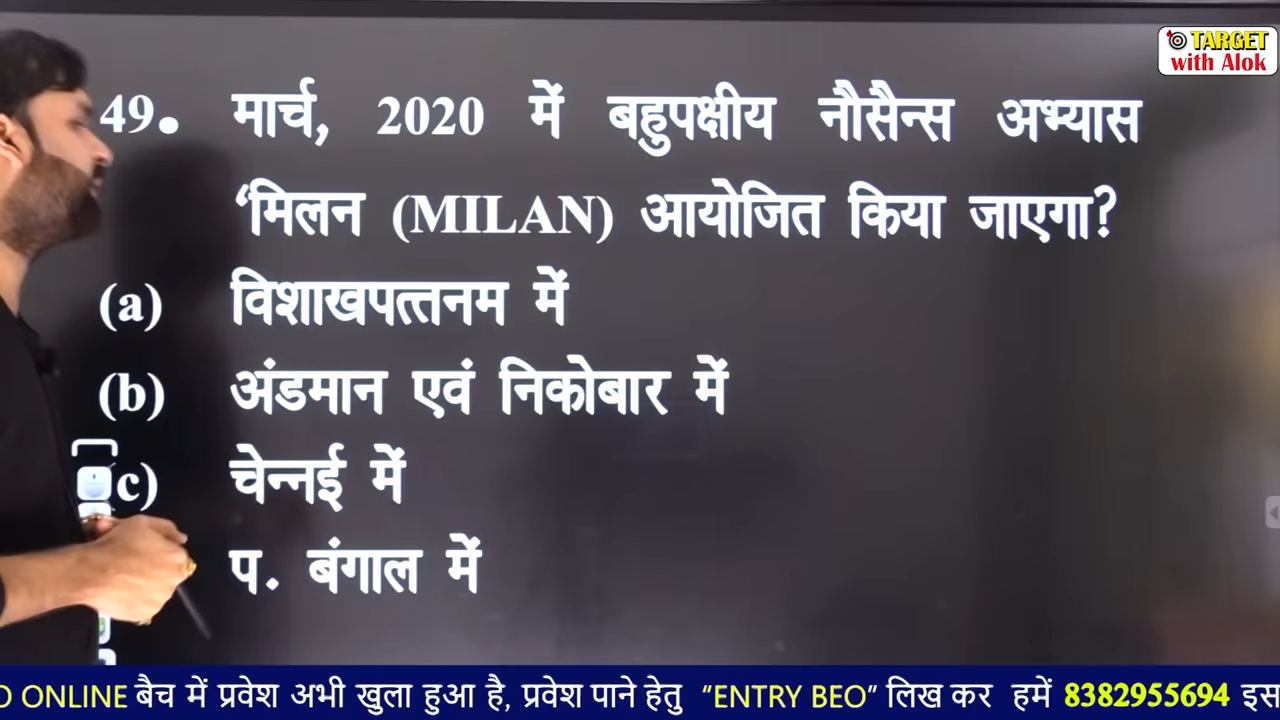 TARGET
with Alok
49. मार्च, 2020 में बहुपक्षीय नौसैन्स अभ्यास
‘मिलन (MILAN) आयोजित किया जाएगा?
(a) विशाखपत्तनम में
(b) अंडमान एवं निकोबार में
(c) चेन्नई में
प. बंगाल में
ONLINE बैच में प्रवेश अभी खुला हुआ है, प्रवेश पाने हेतु “ENTRY BEO” लिख कर हमें 8382955694 इस